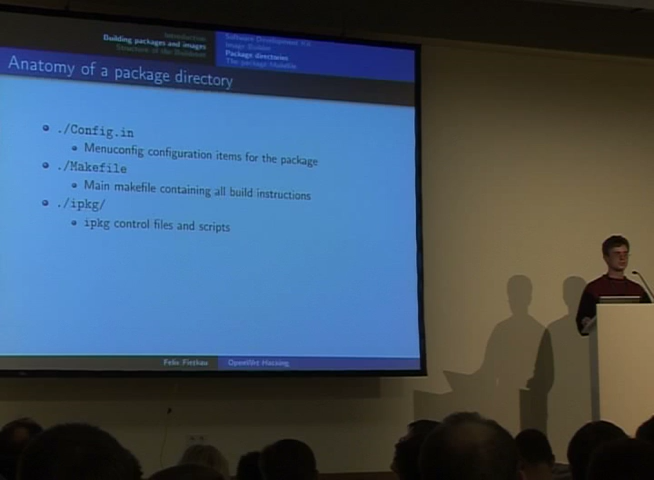 Introduction
Building packages and images
Structure of the Buildroot
Software Development Kit
Image Builder
Package directories
The package Makefile
Anatomy of a package directory
./Config.in
Menuconfig configuration items for the package
./Makefile
Main makefile containing all build instructions
./ipkg/
ipkg control files and scripts
Felix Fietkau OpenWrt Hacking